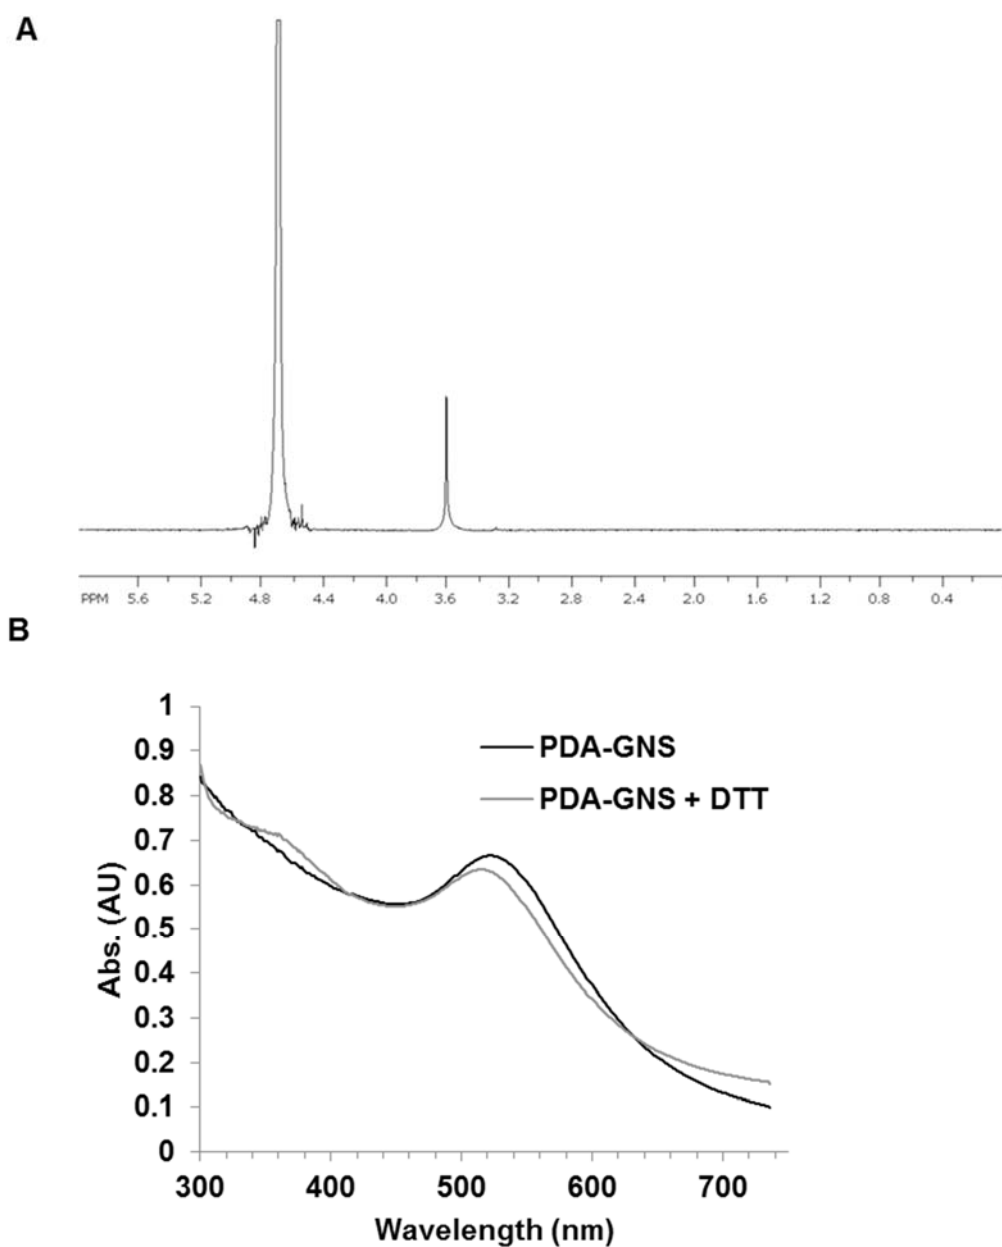 A
PPM 5.6 5.2 4.8 4.4 4.0 3.6 3.2 2.8 2.4 2.0 1.6 1.2 0.8 0.4
B
1
0.9
0.8
0.7
0.6
0.5
0.4
0.3
0.2
0.1
0
Abs. (AU)
PDA-GNS
PDA-GNS + DTT
300 400 500 600 700
Wavelength (nm)